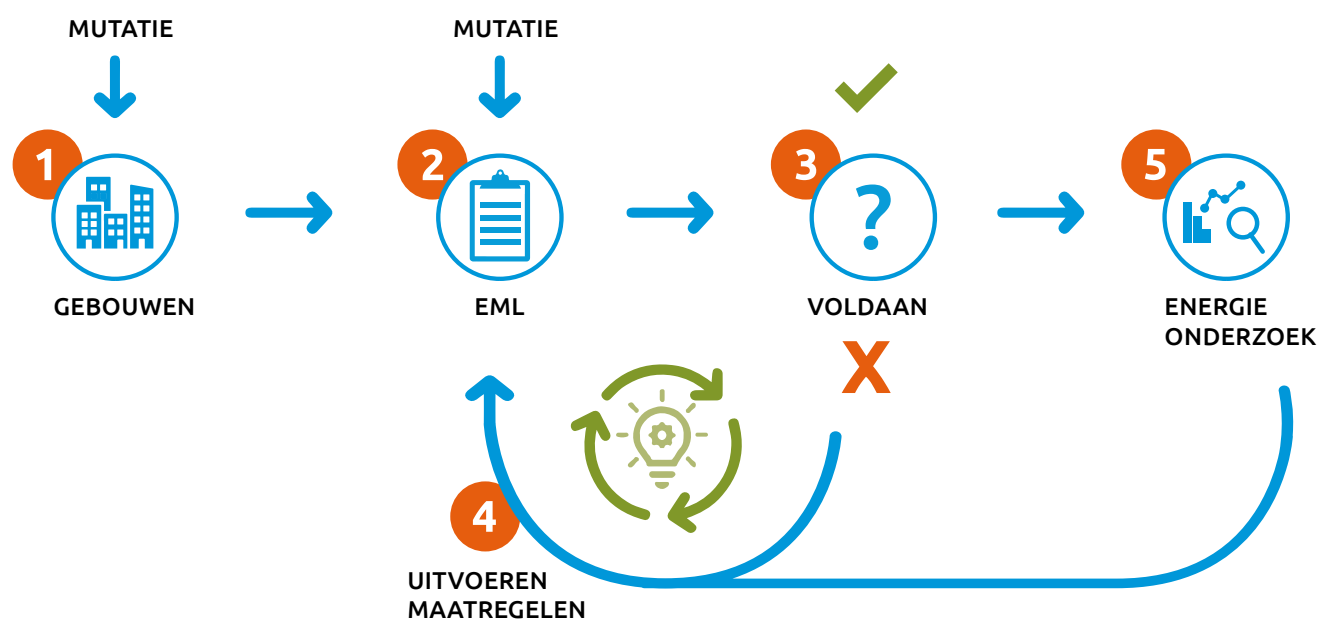 MUTATIE
MUTATIE
1
2
3
5
?
GEBOUWEN
EML
VOLDAAN
ENERGIE
ONDERZOEK
X
4
UITVOEREN
MAATREGELEN